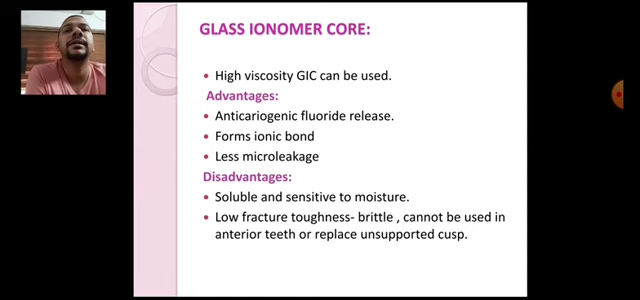 GLASS IONOMER CORE:
• High viscosity GIC can be used.
Advantages:
• Anticariogenic fluoride release.
• Forms ionic bond
• Less microleakage
Disadvantages:
• Soluble and sensitive to moisture.
• Low fracture toughness- brittle , cannot be used in
anterior teeth or replace unsupported cusp.